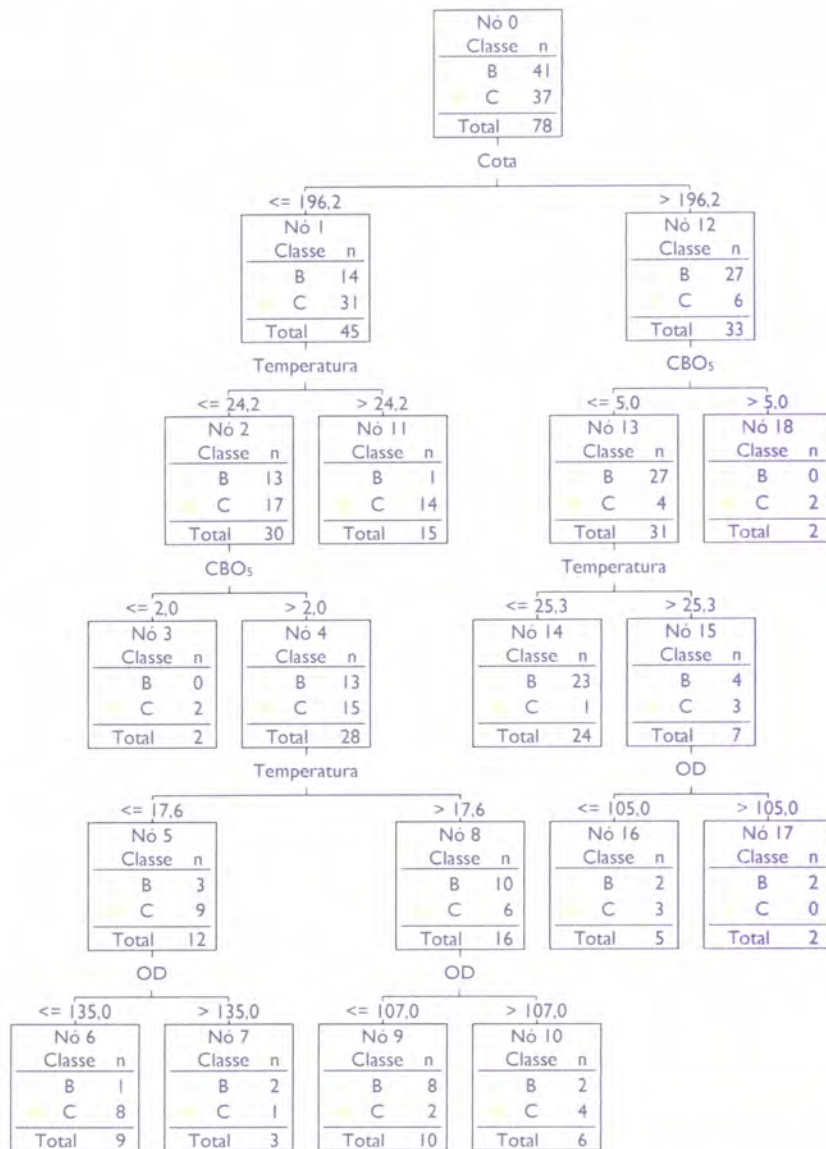 Nó 0
Classe n
B 41
C 37
Total 78
Cota
<= 196,2
> 196,2
Nó 1
Classe n
B 14
C 31
Total 45
Nó 12
Classe n
B 27
C 6
Total 33
Temperatura
CBO₅
<= 24,2
> 24,2
<= 5,0
> 5,0
Nó 2
Classe n
B 13
C 17
Total 30
Nó 11
Classe n
B 1
C 14
Total 15
Nó 13
Classe n
B 27
C 4
Total 31
Nó 18
Classe n
B 0
C 2
Total 2
CBO₅
Temperatura
<= 2,0
> 2,0
<= 25,3
> 25,3
Nó 3
Classe n
B 0
C 2
Total 2
Nó 4
Classe n
B 13
C 15
Total 28
Nó 14
Classe n
B 23
C 1
Total 24
Nó 15
Classe n
B 4
C 3
Total 7
Temperatura
OD
<= 17,6
> 17,6
<= 105,0
> 105,0
Nó 5
Classe n
B 3
C 9
Total 12
Nó 8
Classe n
B 10
C 6
Total 16
Nó 16
Classe n
B 2
C 3
Total 5
Nó 17
Classe n
B 2
C 0
Total 2
OD
OD
<= 135,0
> 135,0
<= 107,0
> 107,0
Nó 6
Classe n
B 1
C 8
Total 9
Nó 7
Classe n
B 2
C 1
Total 3
Nó 9
Classe n
B 8
C 2
Total 10
Nó 10
Classe n
B 2
C 4
Total 6